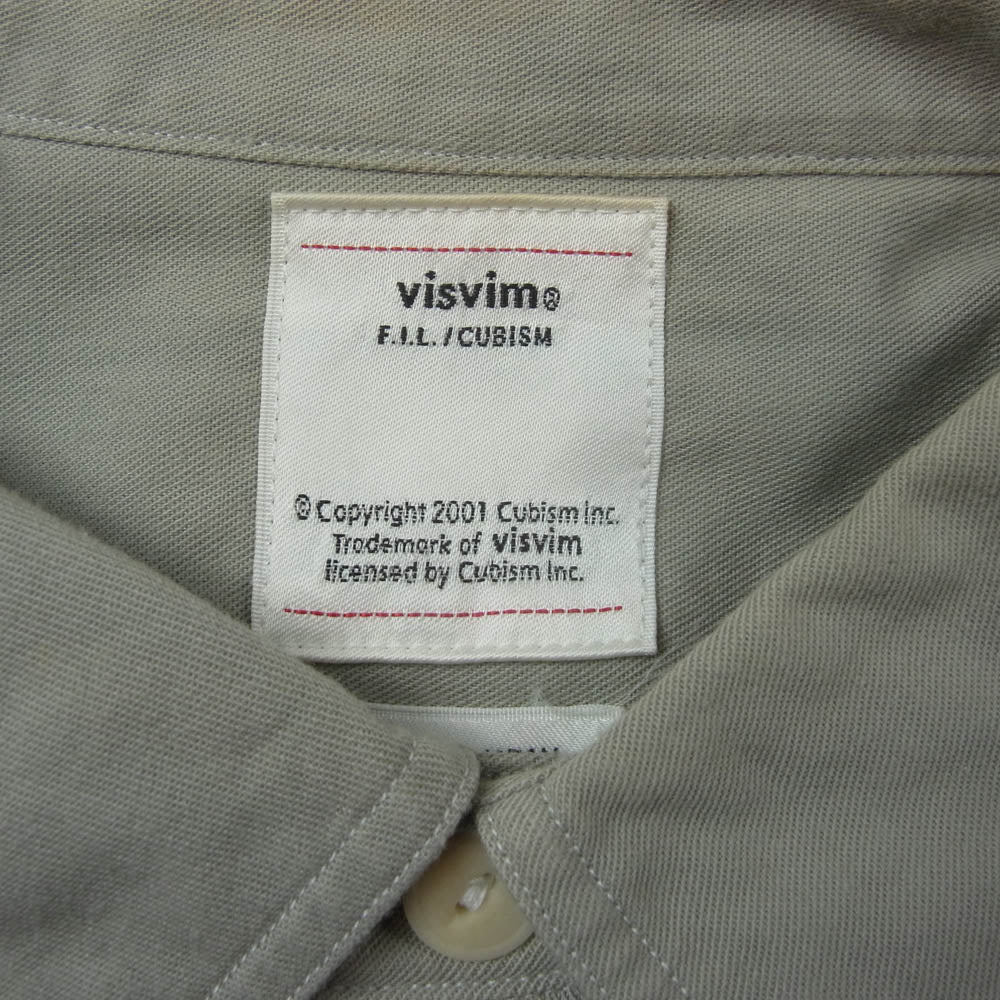 visvim®
F.I.L. / CUBISM
© Copyright 2001 Cubism Inc.
Trademark of visvim
licensed by Cubism Inc.